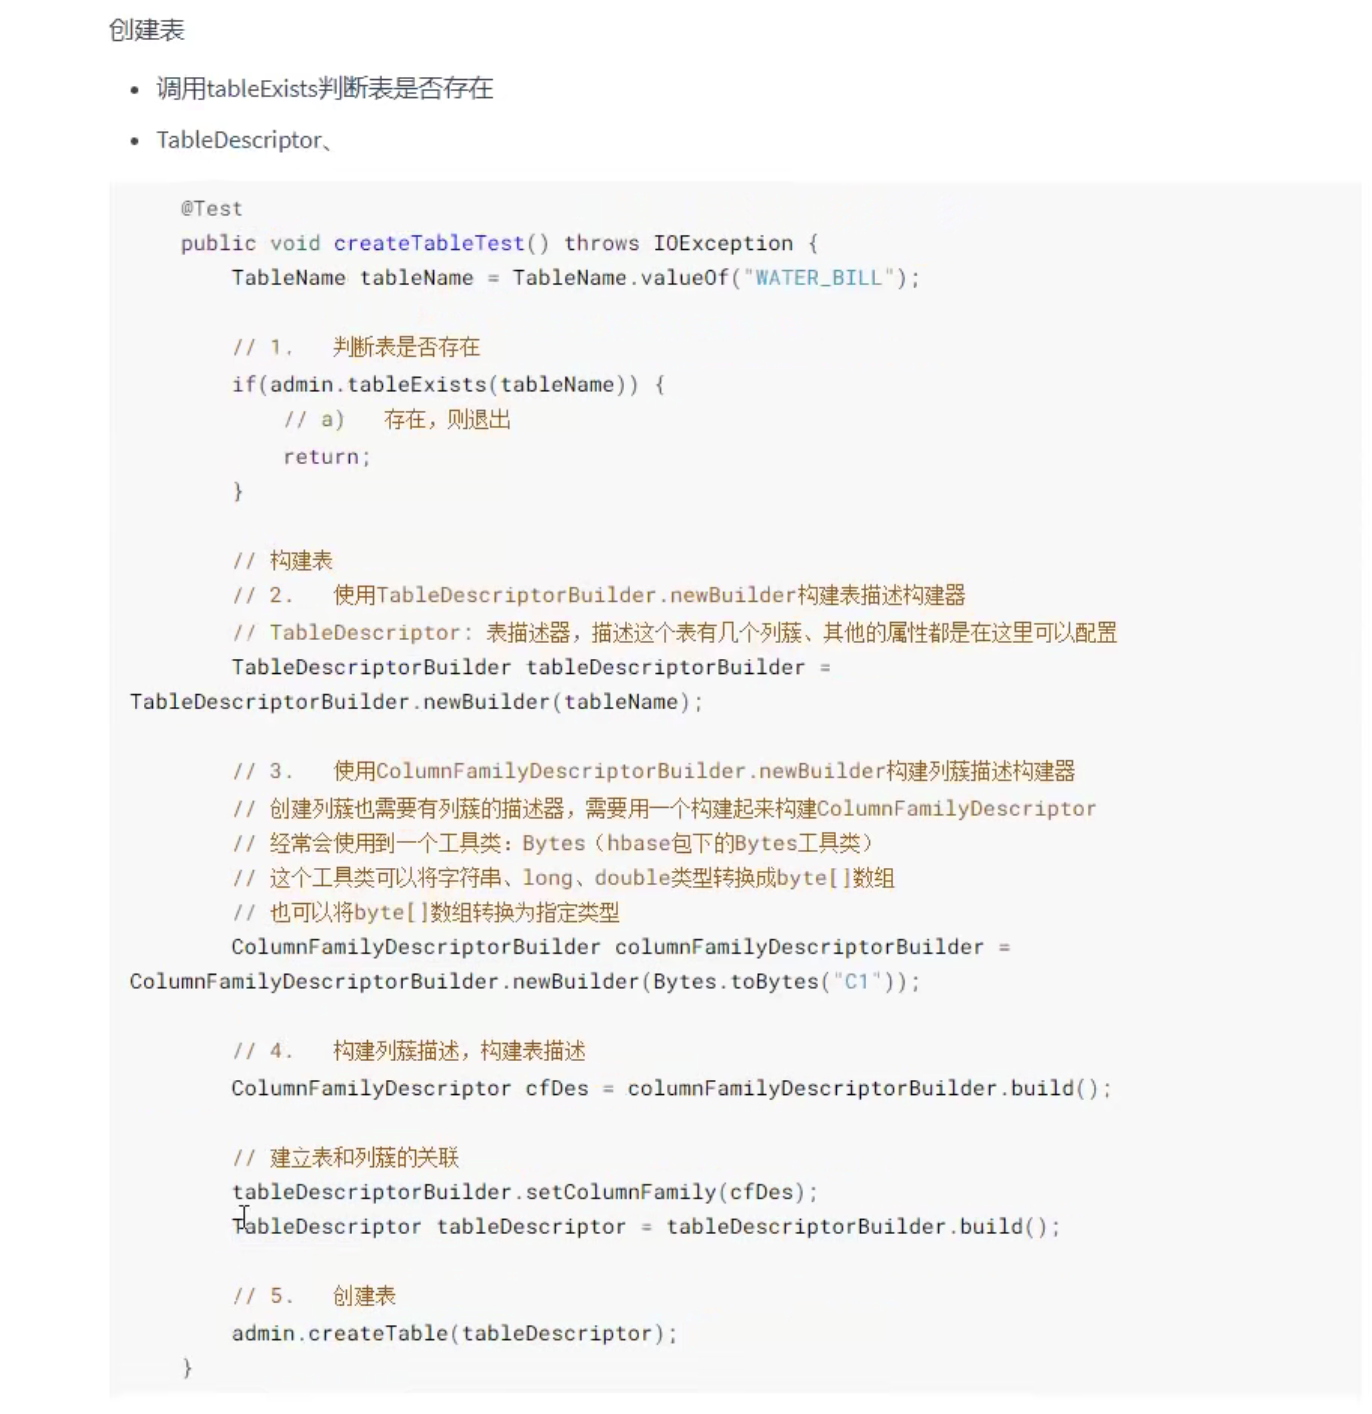 创建表
• 调用tableExists判断表是否存在
• TableDescriptor、
@Test
public void createTableTest() throws IOException {
TableName tableName = TableName.valueOf("WATER_BILL");
// 1. 判断表是否存在
if(admin.tableExists(tableName)) {
// a) 存在，则退出
return;
}
// 构建表
// 2. 使用TableDescriptorBuilder.newBuilder构建表描述构建器
// TableDescriptor: 表描述器，描述这个表有几个列蔟、其他的属性都是在这里可以配置
TableDescriptorBuilder tableDescriptorBuilder =
TableDescriptorBuilder.newBuilder(tableName);
// 3. 使用ColumnFamilyDescriptorBuilder.newBuilder构建列蔟描述构建器
// 创建列蔟也需要有列蔟的描述器，需要用一个构建起来构建ColumnFamilyDescriptor
// 经常会使用到一个工具类：Bytes（hbase包下的Bytes工具类）
// 这个工具类可以将字符串、long、double类型转换成byte[]数组
// 也可以将byte[]数组转换为指定类型
ColumnFamilyDescriptorBuilder columnFamilyDescriptorBuilder =
ColumnFamilyDescriptorBuilder.newBuilder(Bytes.toBytes("C1"));
// 4. 构建列蔟描述，构建表描述
ColumnFamilyDescriptor cfDes = columnFamilyDescriptorBuilder.build();
// 建立表和列蔟的关联
tableDescriptorBuilder.setColumnFamily(cfDes);
TableDescriptor tableDescriptor = tableDescriptorBuilder.build();
// 5. 创建表
admin.createTable(tableDescriptor);
}